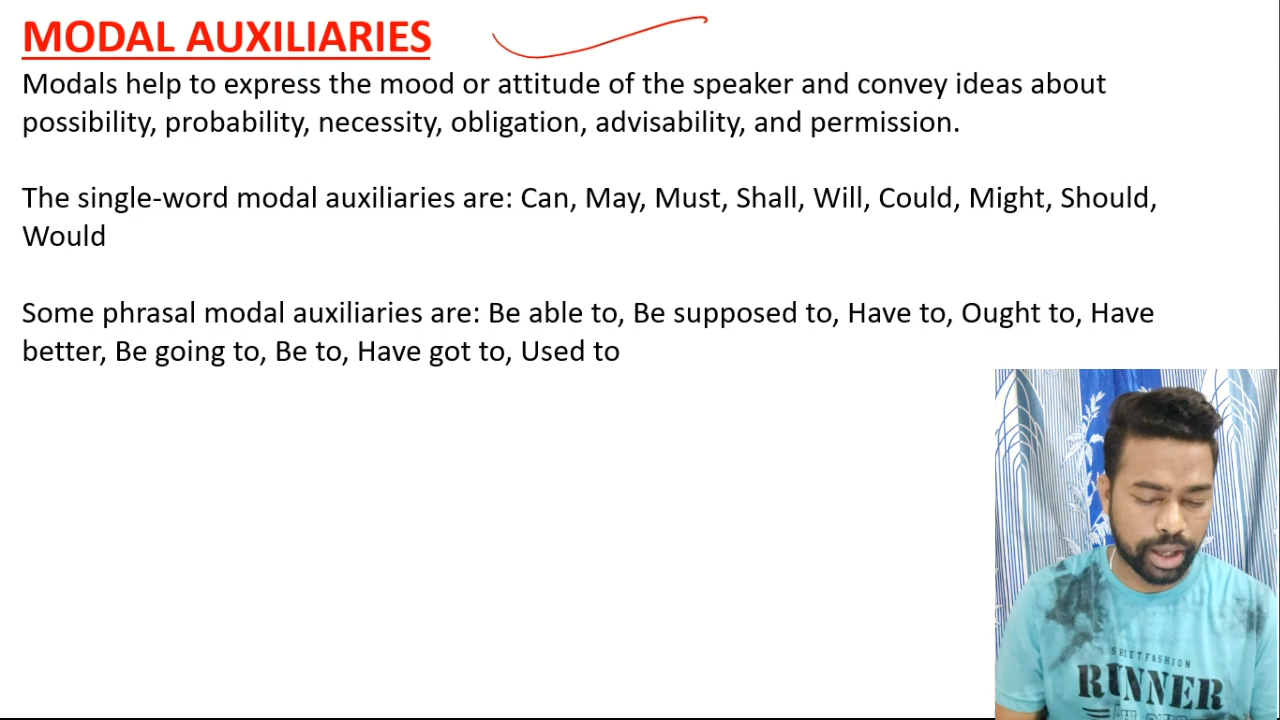 MODAL AUXILIARIES
Modals help to express the mood or attitude of the speaker and convey ideas about
possibility, probability, necessity, obligation, advisability, and permission.
The single-word modal auxiliaries are: Can, May, Must, Shall, Will, Could, Might, Should,
Would
Some phrasal modal auxiliaries are: Be able to, Be supposed to, Have to, Ought to, Have
better, Be going to, Be to, Have got to, Used to
RUNNER